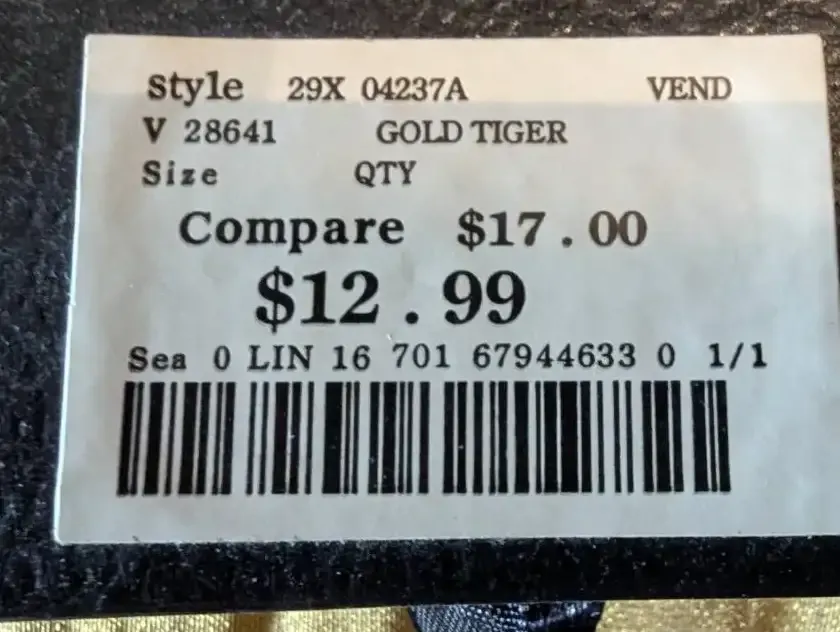 Style 29X 04237A VEND
V 28641 GOLD TIGER
Size QTY
Compare $17.00
$12.99
Sea 0 LIN 16 701 67944633 0 1/1